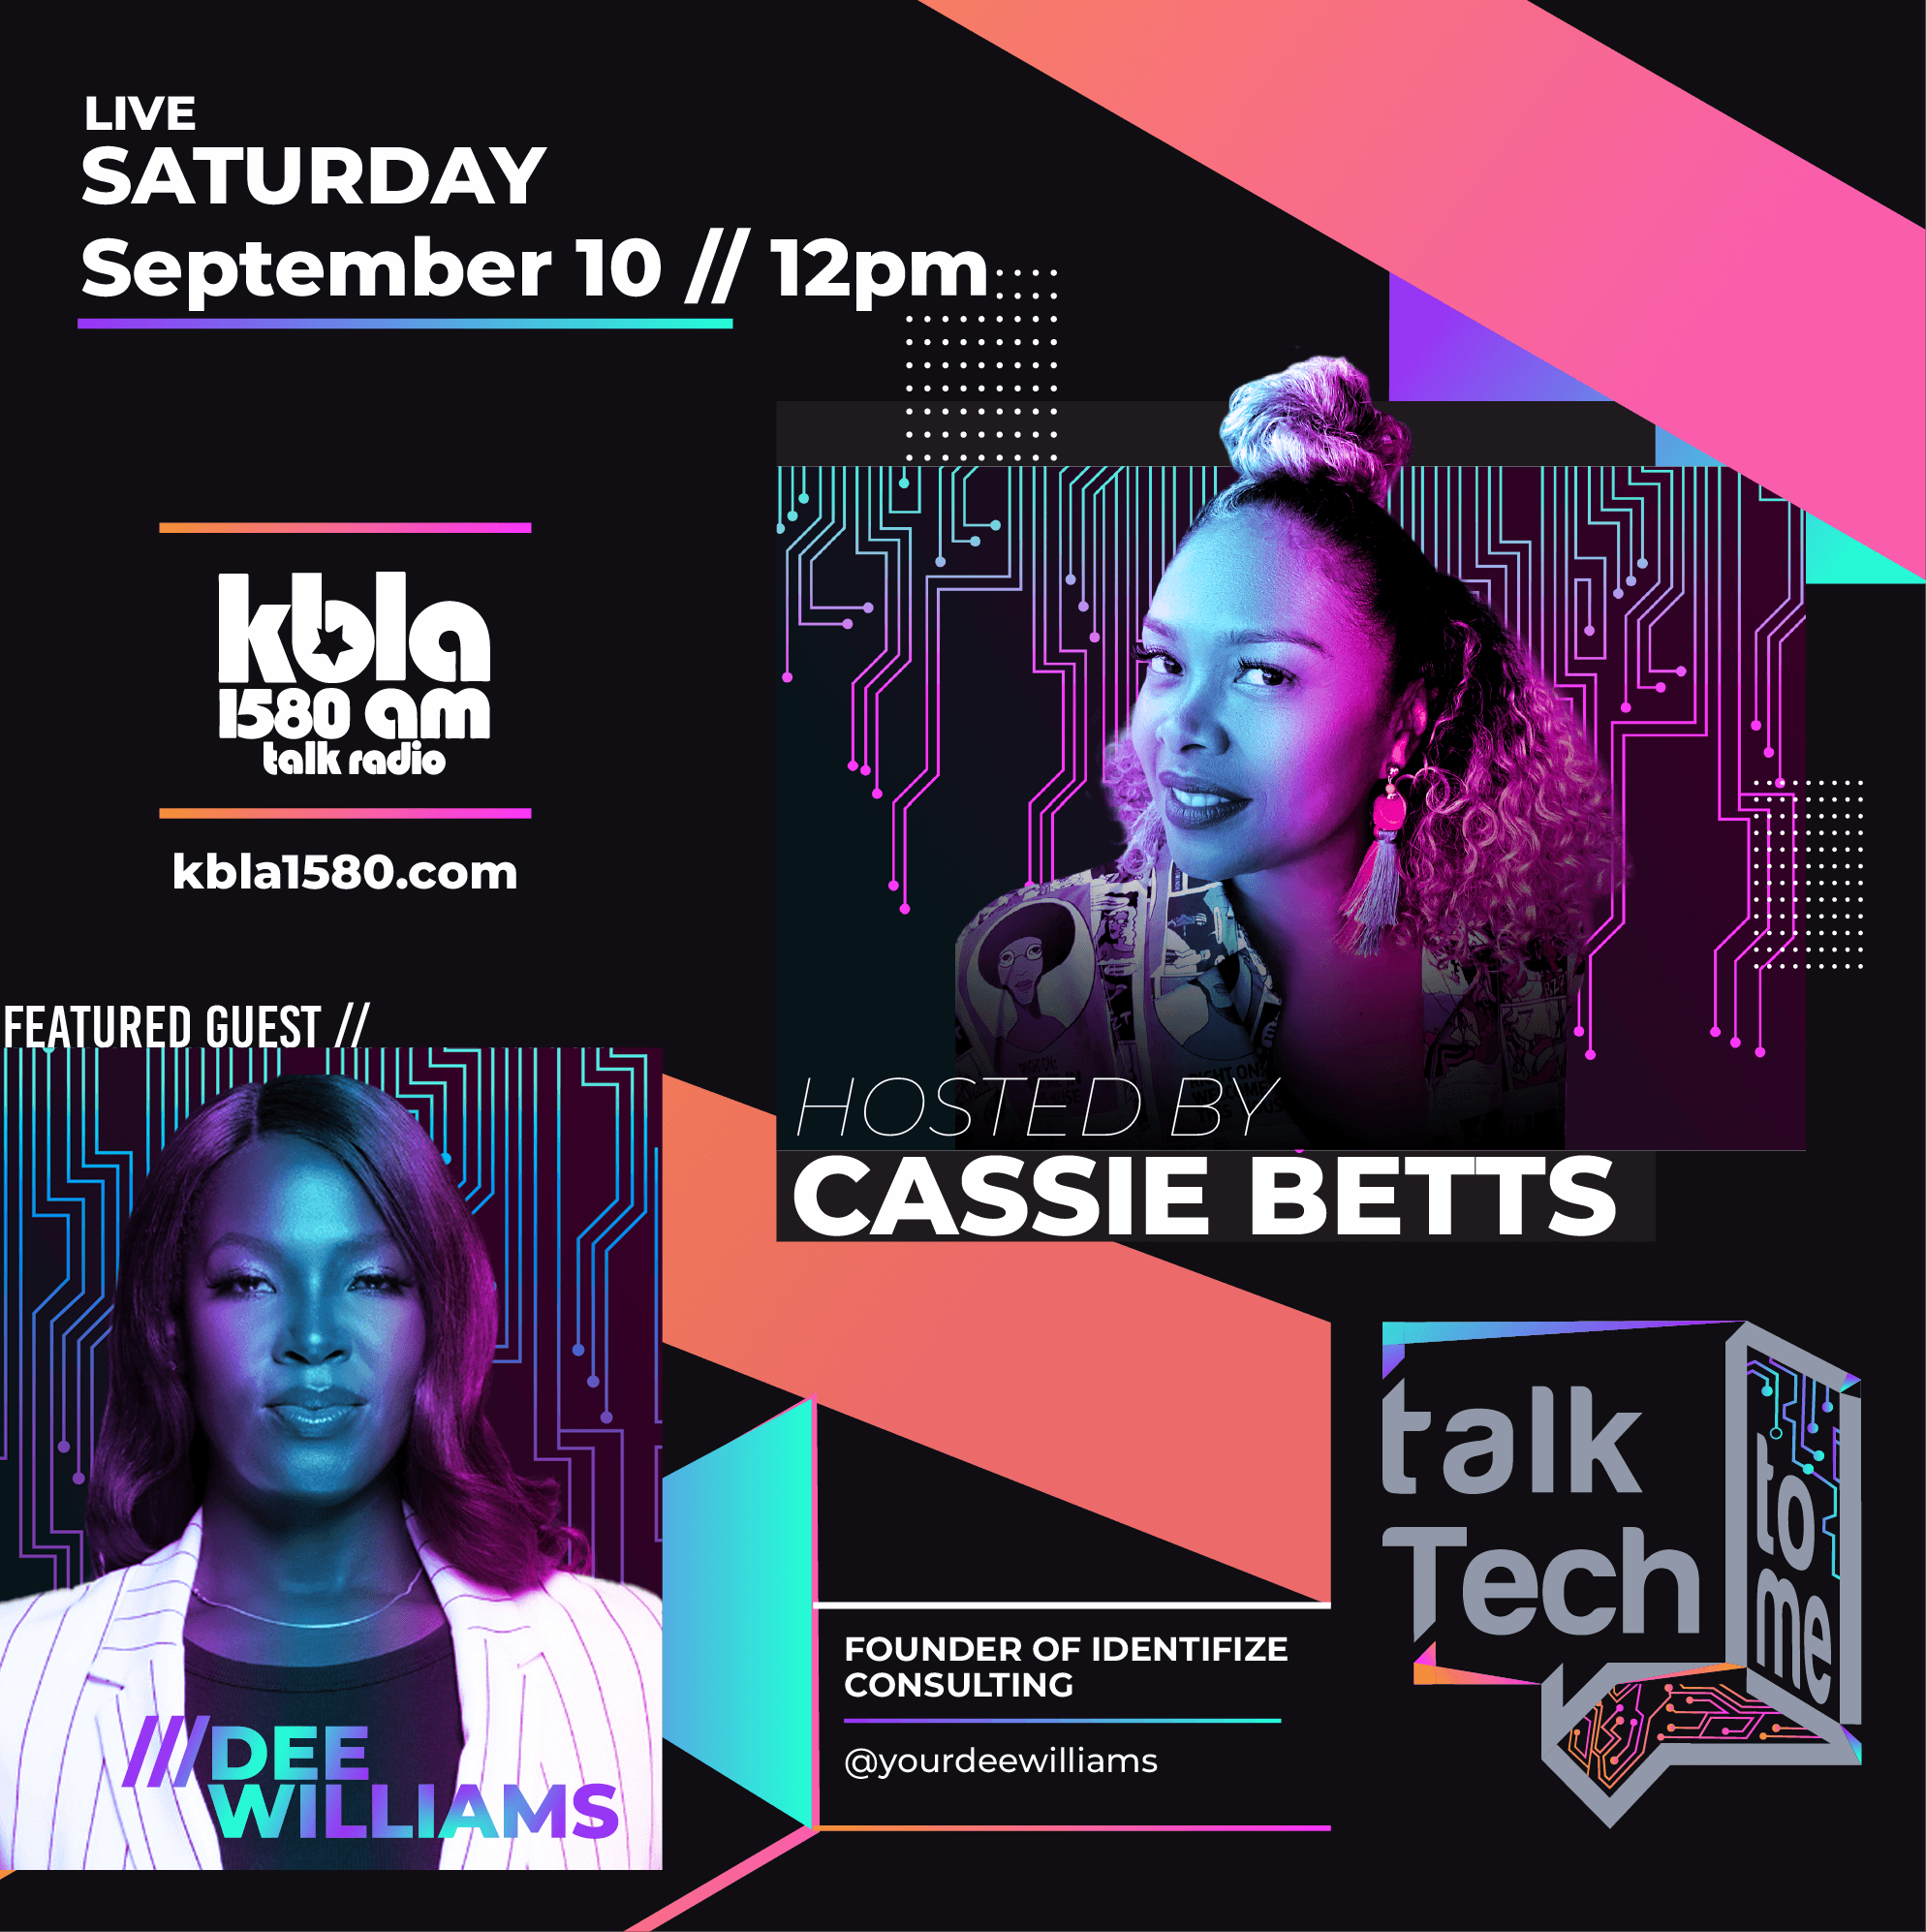 LIVE
SATURDAY
September 10 // 12pm
kbla
1580 am
talk radio
kbla1580.com
HOSTED BY
CASSIE BETTS
FEATURED GUEST //
///DEE
WILLIAMS
FOUNDER OF IDENTIFIZE
CONSULTING
@yourdeewilliams
talk
Tech
to
me